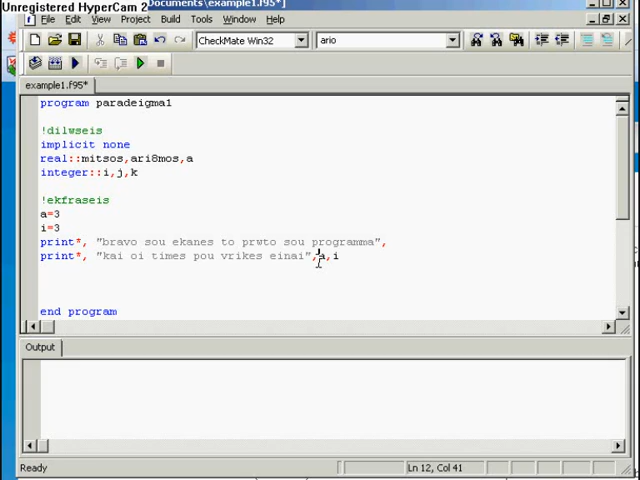 Unregistered HyperCam 2
Documents\example1.f95*]
File Edit View Project Build Tools Window Help
CheckMate Win32
ario
example1.f95*
program paradeigma1
!dilwseis
implicit none
real::mitsos,ari8mos,a
integer::i,j,k
!ekfraseis
a=3
i=3
print*, "bravo sou ekanes to prwto sou programma",
print*, "kai oi times pou vrikes einai",a,i
end program
Output
Ready
Ln 12, Col 41